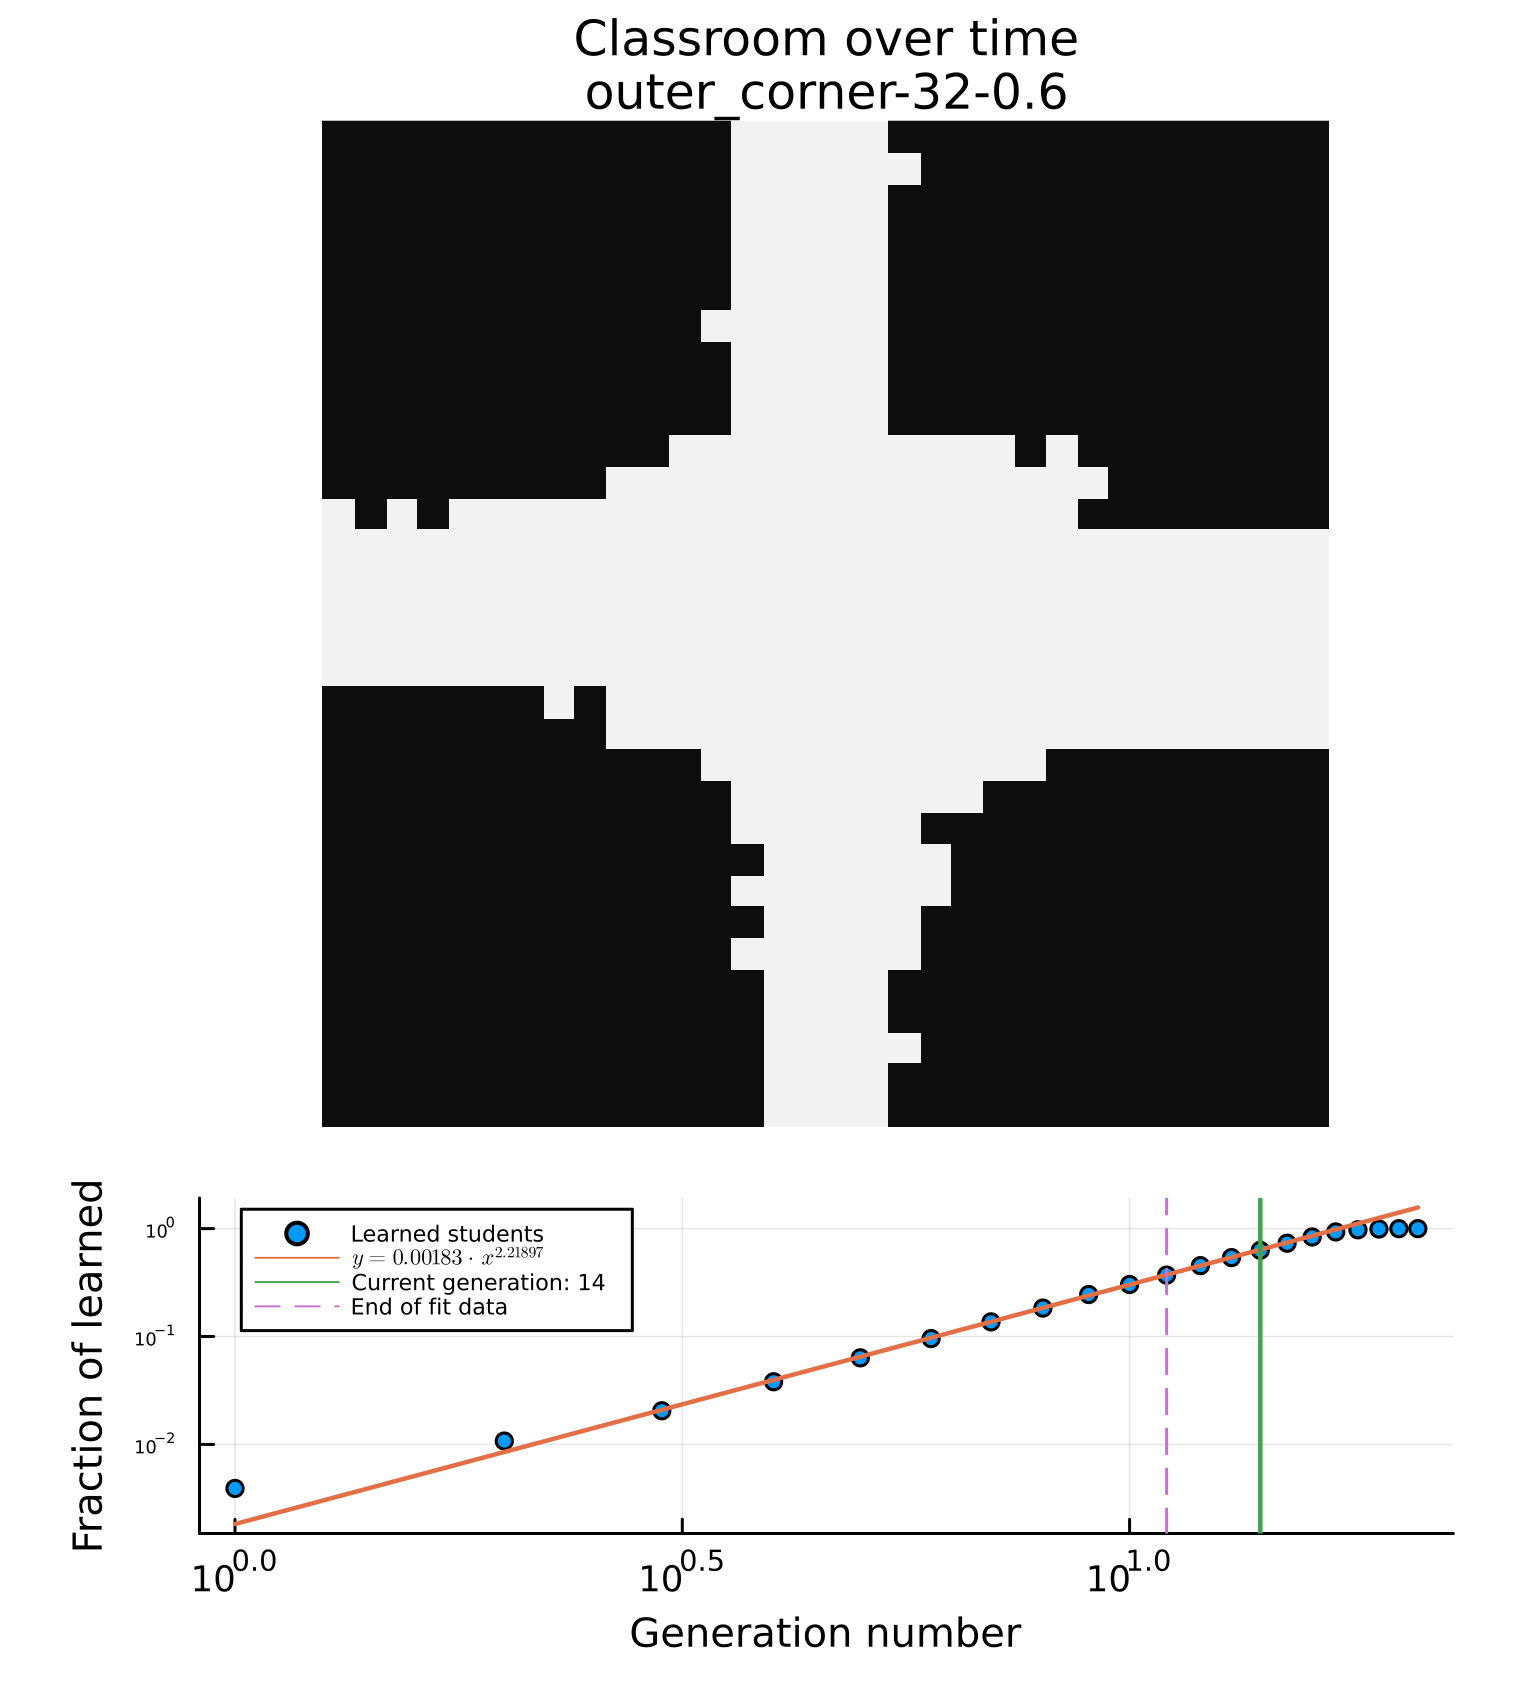 Classroom over time
outer_corner-32-0.6
Fraction of learned
10^0
10^-1
10^-2
Learned students
y = 0.00183 · x^2.21897
Current generation: 14
End of fit data
10^0.0
10^0.5
10^1.0
Generation number